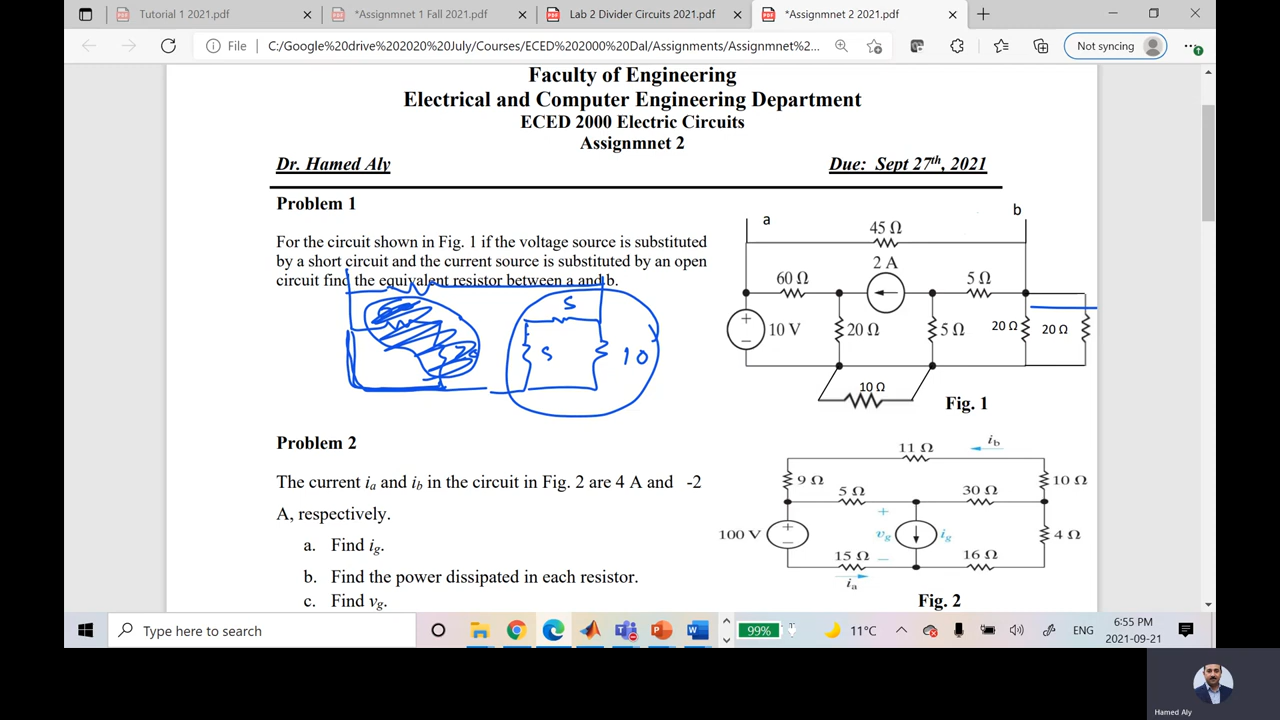 Tutorial 1 2021.pdf
*Assignmnet 1 Fall 2021.pdf
Lab 2 Divider Circuits 2021.pdf
*Assignmnet 2 2021.pdf
File
C:/Google%20drive%202020%20July/Courses/ECED%202000%20Dal/Assignments/Assignmnet%2...
Not syncing
Faculty of Engineering
Electrical and Computer Engineering Department
ECED 2000 Electric Circuits
Assignmnet 2
Dr. Hamed Aly
Due: Sept 27th, 2021
Problem 1
For the circuit shown in Fig. 1 if the voltage source is substituted
by a short circuit and the current source is substituted by an open
circuit find the equivalent resistor between a and b.
5
5
10
a
b
45 Ω
2 A
60 Ω
5 Ω
10 V
20 Ω
5 Ω
20 Ω
20 Ω
10 Ω
Fig. 1
Problem 2
The current ia and ib in the circuit in Fig. 2 are 4 A and -2
A, respectively.
a. Find ig.
b. Find the power dissipated in each resistor.
c. Find vg.
11 Ω
ib
9 Ω
5 Ω
30 Ω
10 Ω
100 V
+
vg
−
ig
4 Ω
15 Ω
16 Ω
ia
Fig. 2
Type here to search
99%
11°C
ENG
6:55 PM
2021-09-21
Hamed Aly